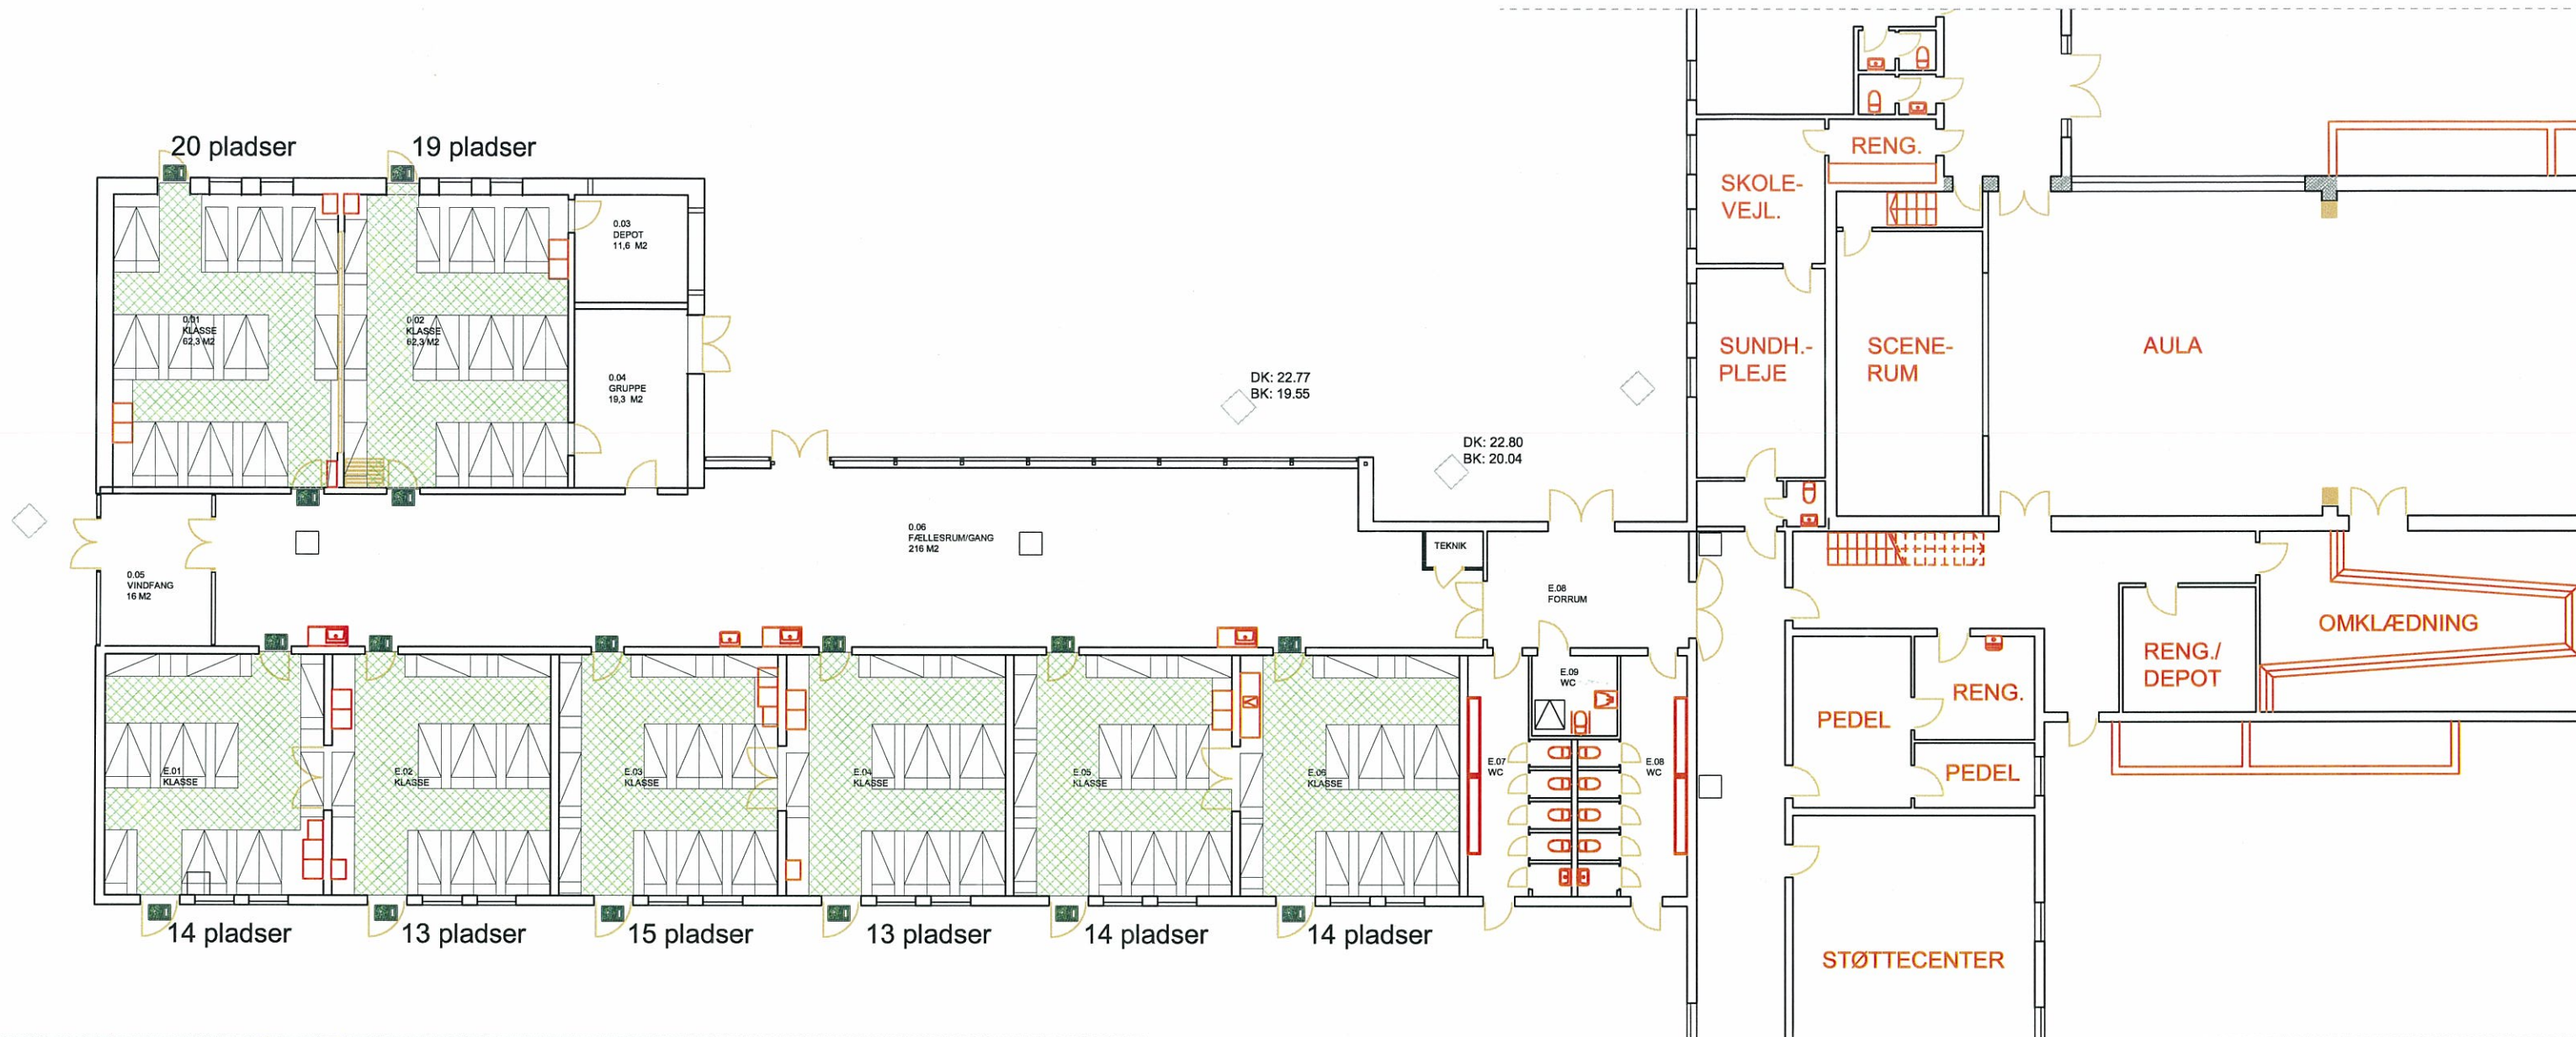 20 pladser
19 pladser
0.03
DEPOT
11,6 M2
0.01
KLASSE
62,3 M2
0.02
KLASSE
62,3 M2
0.04
GRUPPE
19,3 M2
DK: 22.77
BK: 19.55
DK: 22.80
BK: 20.04
RENG.
SKOLE-
VEJL.
SUNDH.-
PLEJE
SCENE-
RUM
AULA
0.05
VINDFANG
16 M2
0.06
FÆLLESRUM/GANG
216 M2
TEKNIK
E.08
FORRUM
E.09
WC
E.01
KLASSE
E.02
KLASSE
E.03
KLASSE
E.04
KLASSE
E.05
KLASSE
E.06
KLASSE
E.07
WC
E.08
WC
PEDEL
RENG.
PEDEL
RENG./
DEPOT
OMKLÆDNING
STØTTECENTER
14 pladser
13 pladser
15 pladser
13 pladser
14 pladser
14 pladser